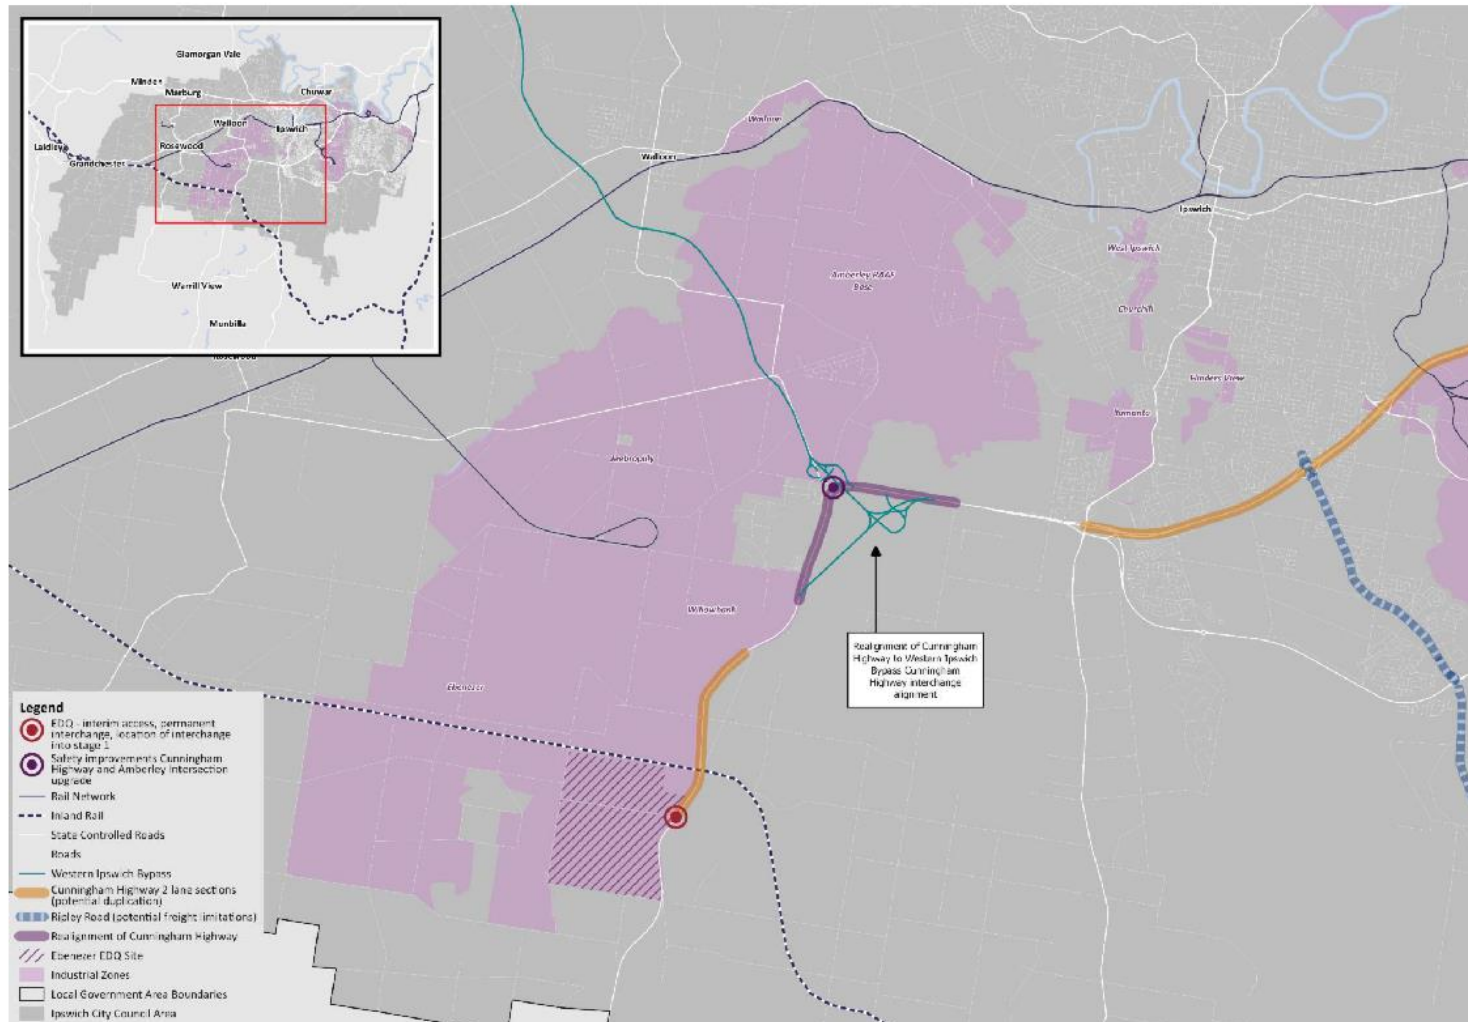 Glamorgan Vale
Minden
Marburg
Chuwar
Walloon
Ipswich
Laidley
Rosewood
Grandchester
Warrill View
Munbilla
Rosewood
Walloon
Walloon
Ipswich
West Ipswich
Amberley RAAF
Base
Churchill
Flinders View
Yamanto
Jeebropilly
Willowbank
Ebenezer
Realignment of Cunningham
Highway to Western Ipswich
Bypass Cunningham
Highway interchange
alignment
Legend
EDQ - interim access, permanent
interchange, location of interchange
into stage 1
Safety improvements Cunningham
Highway and Amberley Intersection
upgrade
Rail Network
Inland Rail
State Controlled Roads
Roads
Western Ipswich Bypass
Cunningham Highway 2 lane sections
(potential duplication)
Ripley Road (potential freight limitations)
Realignment of Cunningham Highway
Ebenezer EDQ Site
Industrial Zones
Local Government Area Boundaries
Ipswich City Council Area